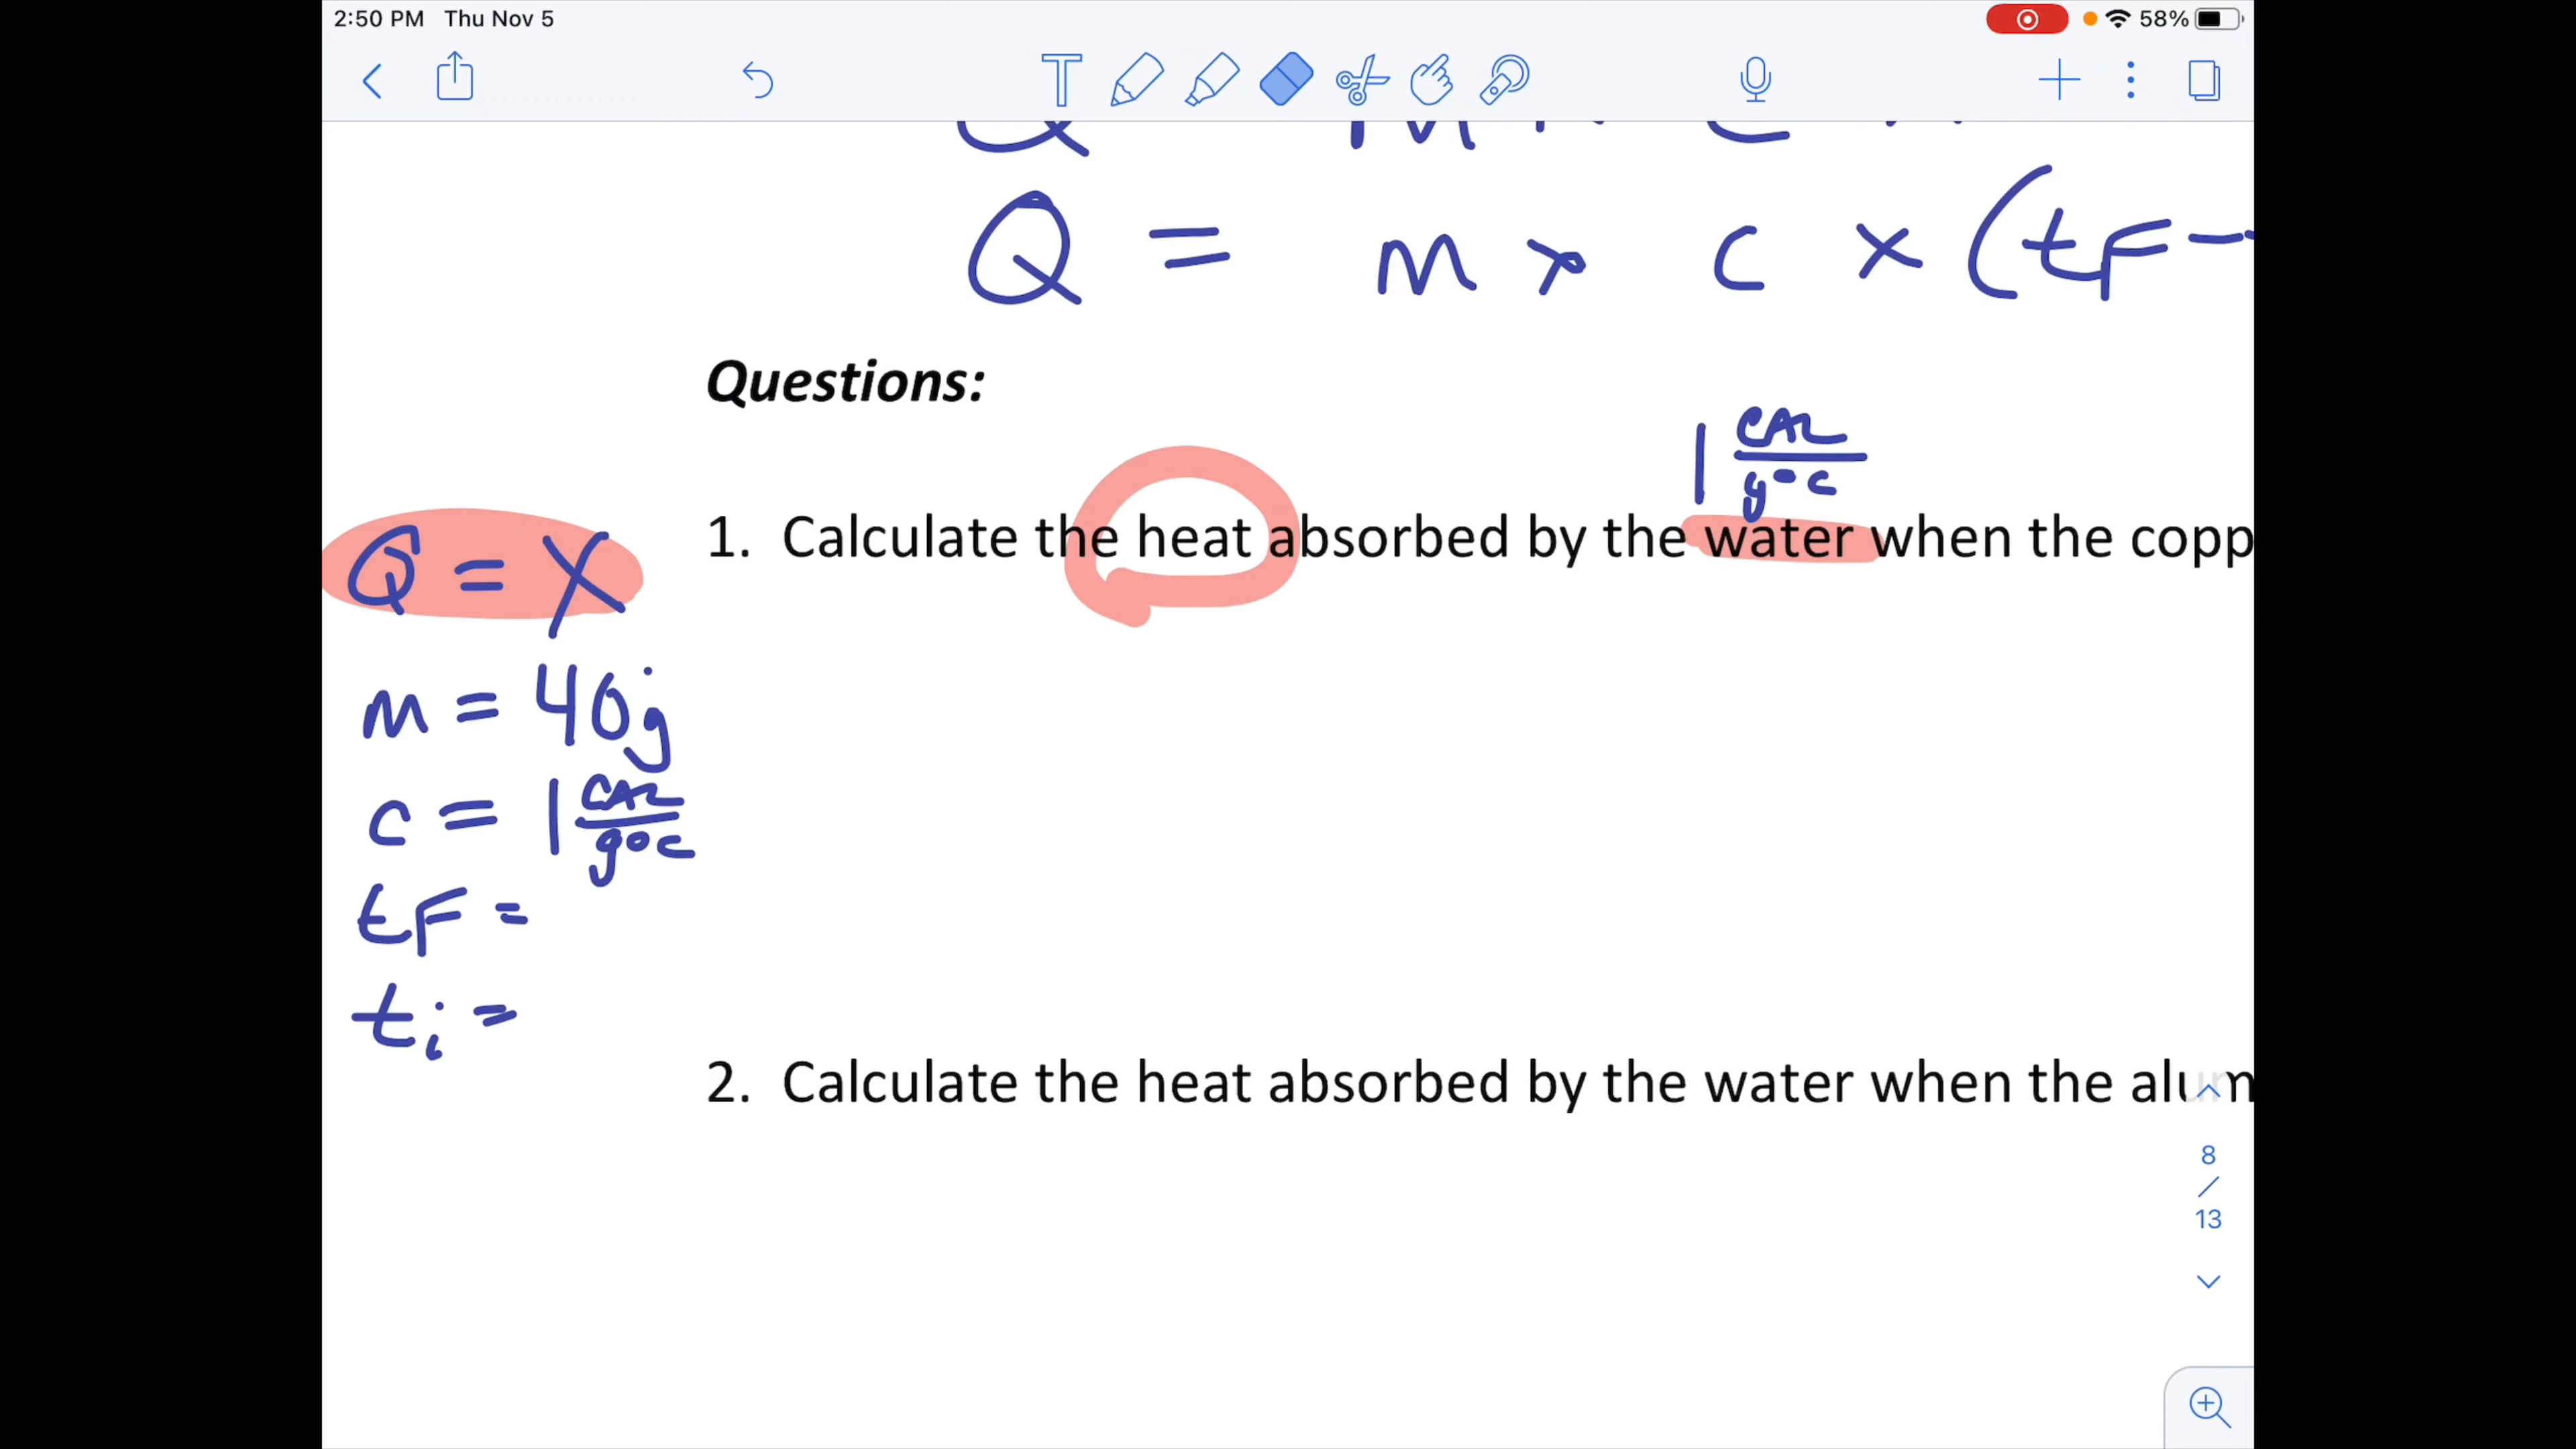 2:50 PM Thu Nov 5
58%
Q = m × c × (tF -
Questions:
1 CAL
g°C
1. Calculate the heat absorbed by the water when the copp
Q = X
m = 40g
c = 1 CAL
g°C
tF =
ti =
2. Calculate the heat absorbed by the water when the alum
8
/
13